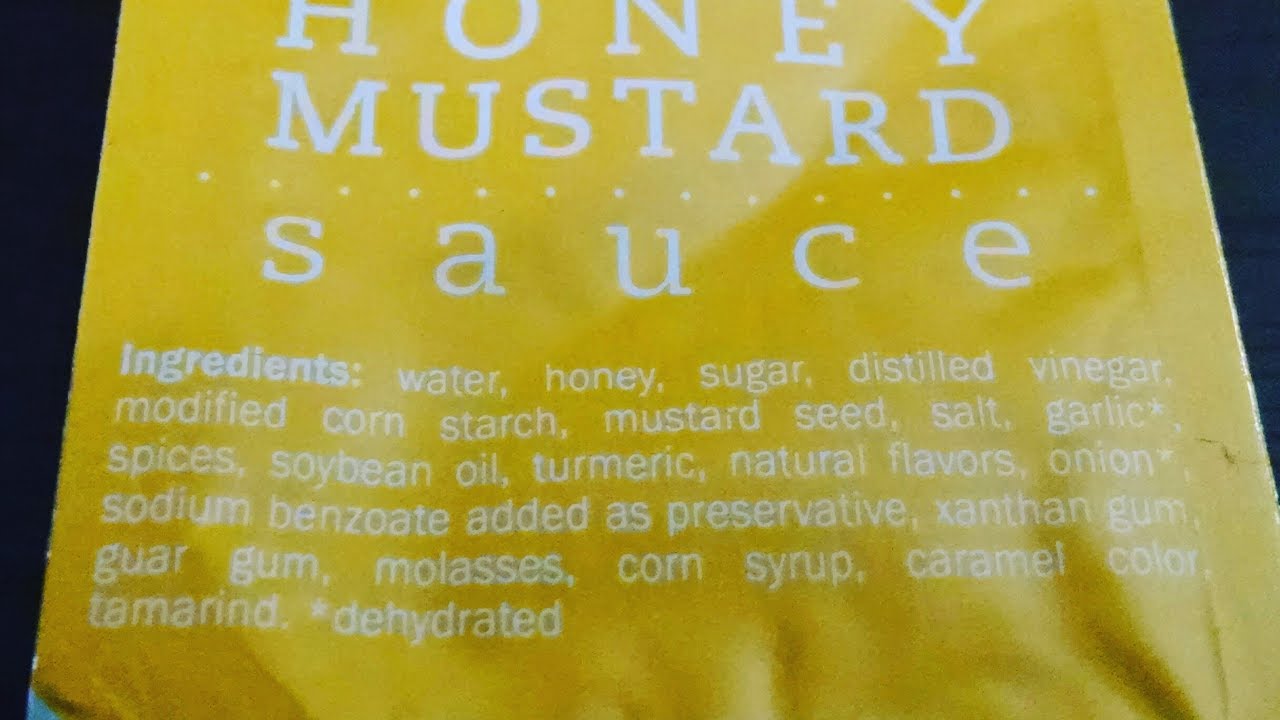 HONEY
MUSTARD
sauce
Ingredients: water, honey, sugar, distilled vinegar,
modified corn starch, mustard seed, salt, garlic*,
spices, soybean oil, turmeric, natural flavors, onion*,
sodium benzoate added as preservative, xanthan gum,
guar gum, molasses, corn syrup, caramel color,
tamarind. *dehydrated